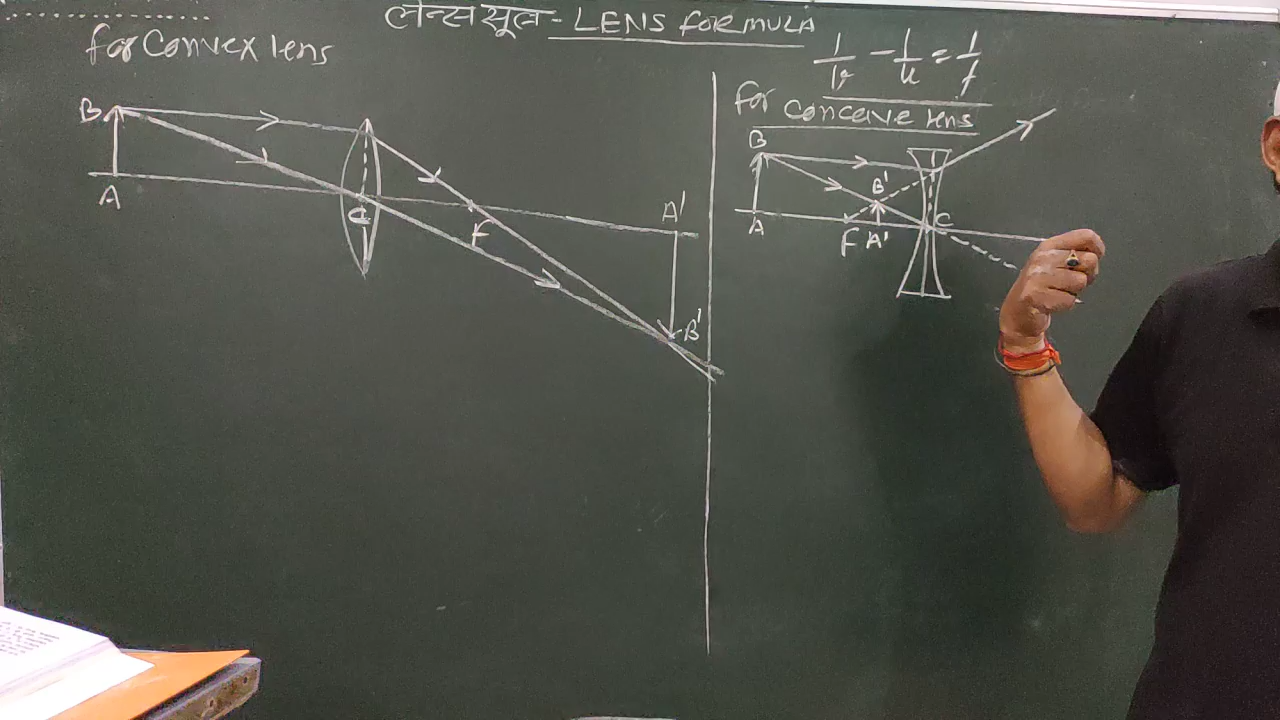 लेन्स सूत्र - LENS FORMULA
for Convex lens
1/v - 1/u = 1/f
for concave lens
B
A
C
F
A'
B'
B
A
B'
F A'
C